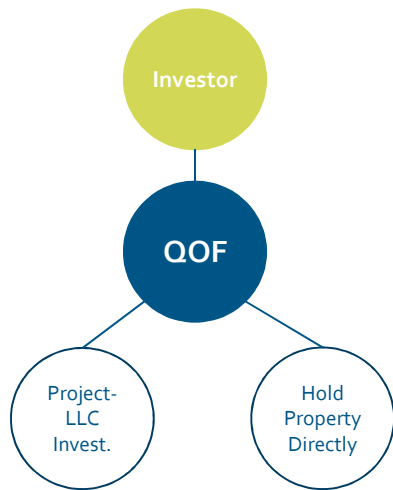 Investor
QOF
Project-
LLC
Invest.
Hold
Property
Directly